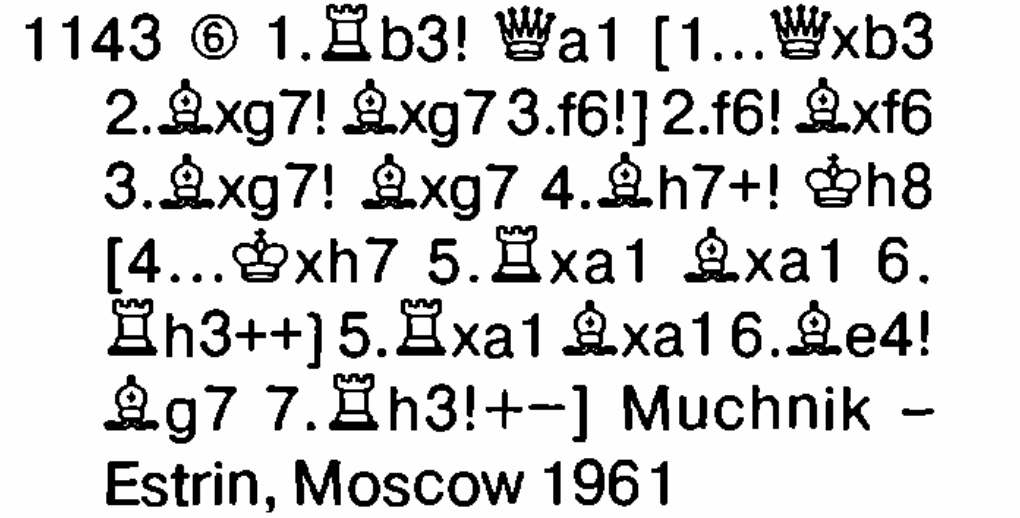 1143 ⑥ 1.♖b3! ♕a1 [1...♕xb3
2.♗xg7! ♗xg7 3.f6!] 2.f6! ♗xf6
3.♗xg7! ♗xg7 4.♗h7+! ♔h8
[4...♔xh7 5.♖xa1 ♗xa1 6.
♖h3++] 5.♖xa1 ♗xa1 6.♗e4!
♗g7 7.♖h3!+−] Muchnik –
Estrin, Moscow 1961